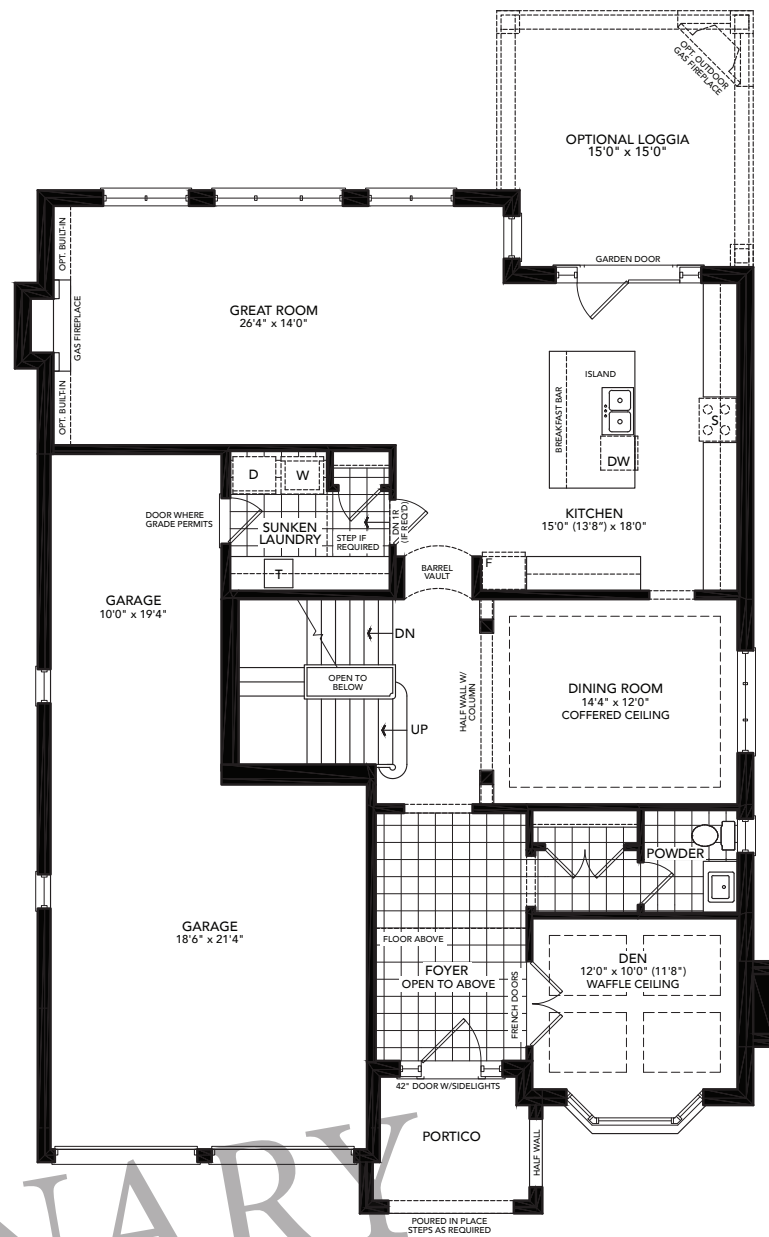 OPT. OUTDOOR
GAS FIREPLACE
OPTIONAL LOGGIA
15'0" x 15'0"
GARDEN DOOR
OPT. BUILT-IN
GAS FIREPLACE
OPT. BUILT-IN
GREAT ROOM
26'4" x 14'0"
ISLAND
BREAKFAST BAR
DW
S
KITCHEN
15'0" (13'8") x 18'0"
F
D
W
DOOR WHERE
GRADE PERMITS
SUNKEN
LAUNDRY
STEP IF
REQUIRED
DN 1R
(IF REQ'D)
T
BARREL
VAULT
GARAGE
10'0" x 19'4"
DN
OPEN TO
BELOW
UP
HALF WALL W/
COLUMN
DINING ROOM
14'4" x 12'0"
COFFERED CEILING
POWDER
GARAGE
18'6" x 21'4"
FLOOR ABOVE
FOYER
OPEN TO ABOVE
FRENCH DOORS
DEN
12'0" x 10'0" (11'8")
WAFFLE CEILING
42" DOOR W/SIDELIGHTS
PORTICO
HALF WALL
POURED IN PLACE
STEPS AS REQUIRED
NARY